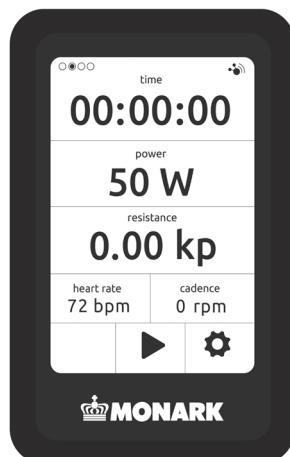 time
00:00:00
power
50 W
resistance
0.00 kp
heart rate
cadence
72 bpm
0 rpm
MONARK